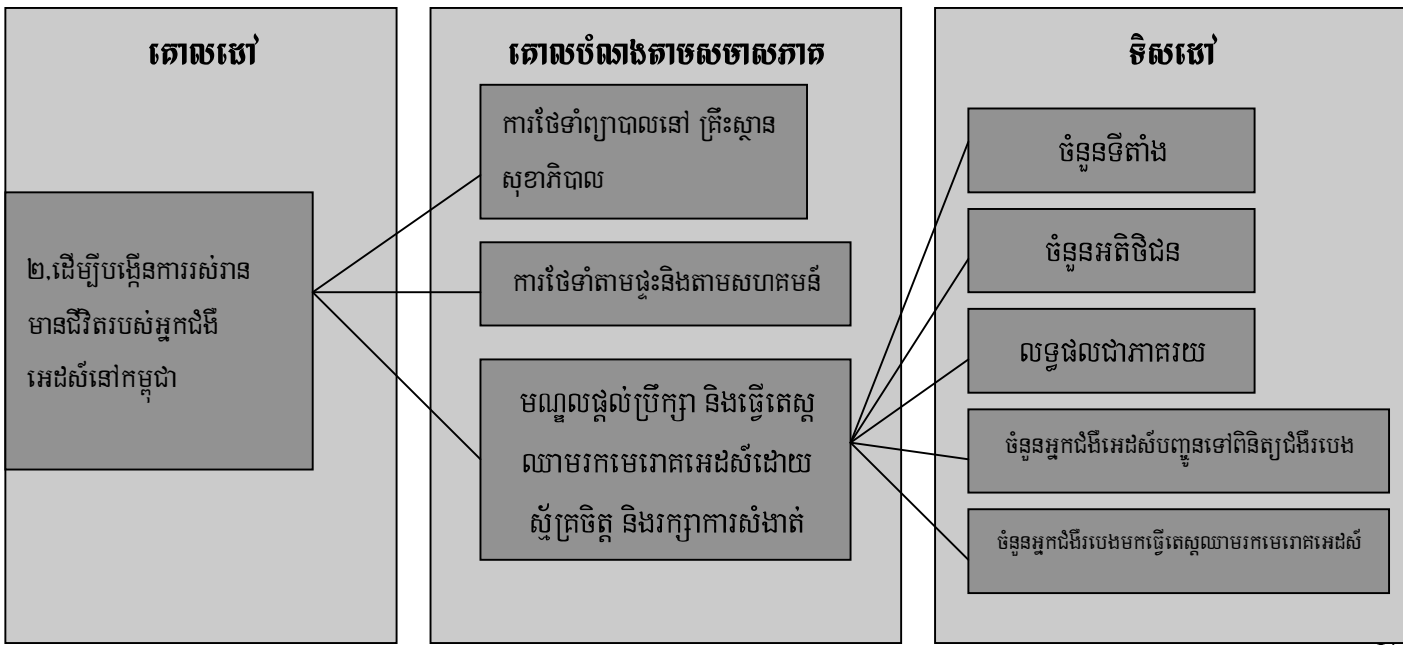 គោលដៅ
២.ដើម្បីបង្កើនការរស់រាន
មានជីវិតរបស់អ្នកជំងឺ
អេដស៍នៅកម្ពុជា
គោលបំណងតាមសមាសភាគ
ការថែទាំព្យាបាលនៅ គ្រឹះស្ថាន
សុខាភិបាល
ការថែទាំតាមផ្ទះនិងតាមសហគមន៍
មណ្ឌលផ្តល់ប្រឹក្សា និងធ្វើតេស្ត
ឈាមរកមេរោគអេដស៍ដោយ
ស្ម័គ្រចិត្ត និងរក្សាការសំងាត់
ទិសដៅ
ចំនួនទីតាំង
ចំនួនអតិថិជន
លទ្ធផលជាភាគរយ
ចំនួនអ្នកជំងឺអេដស៍បញ្ជូនទៅពិនិត្យជំងឺរបេង
ចំនួនអ្នកជំងឺរបេងមកធ្វើតេស្តឈាមរកមេរោគអេដស៍